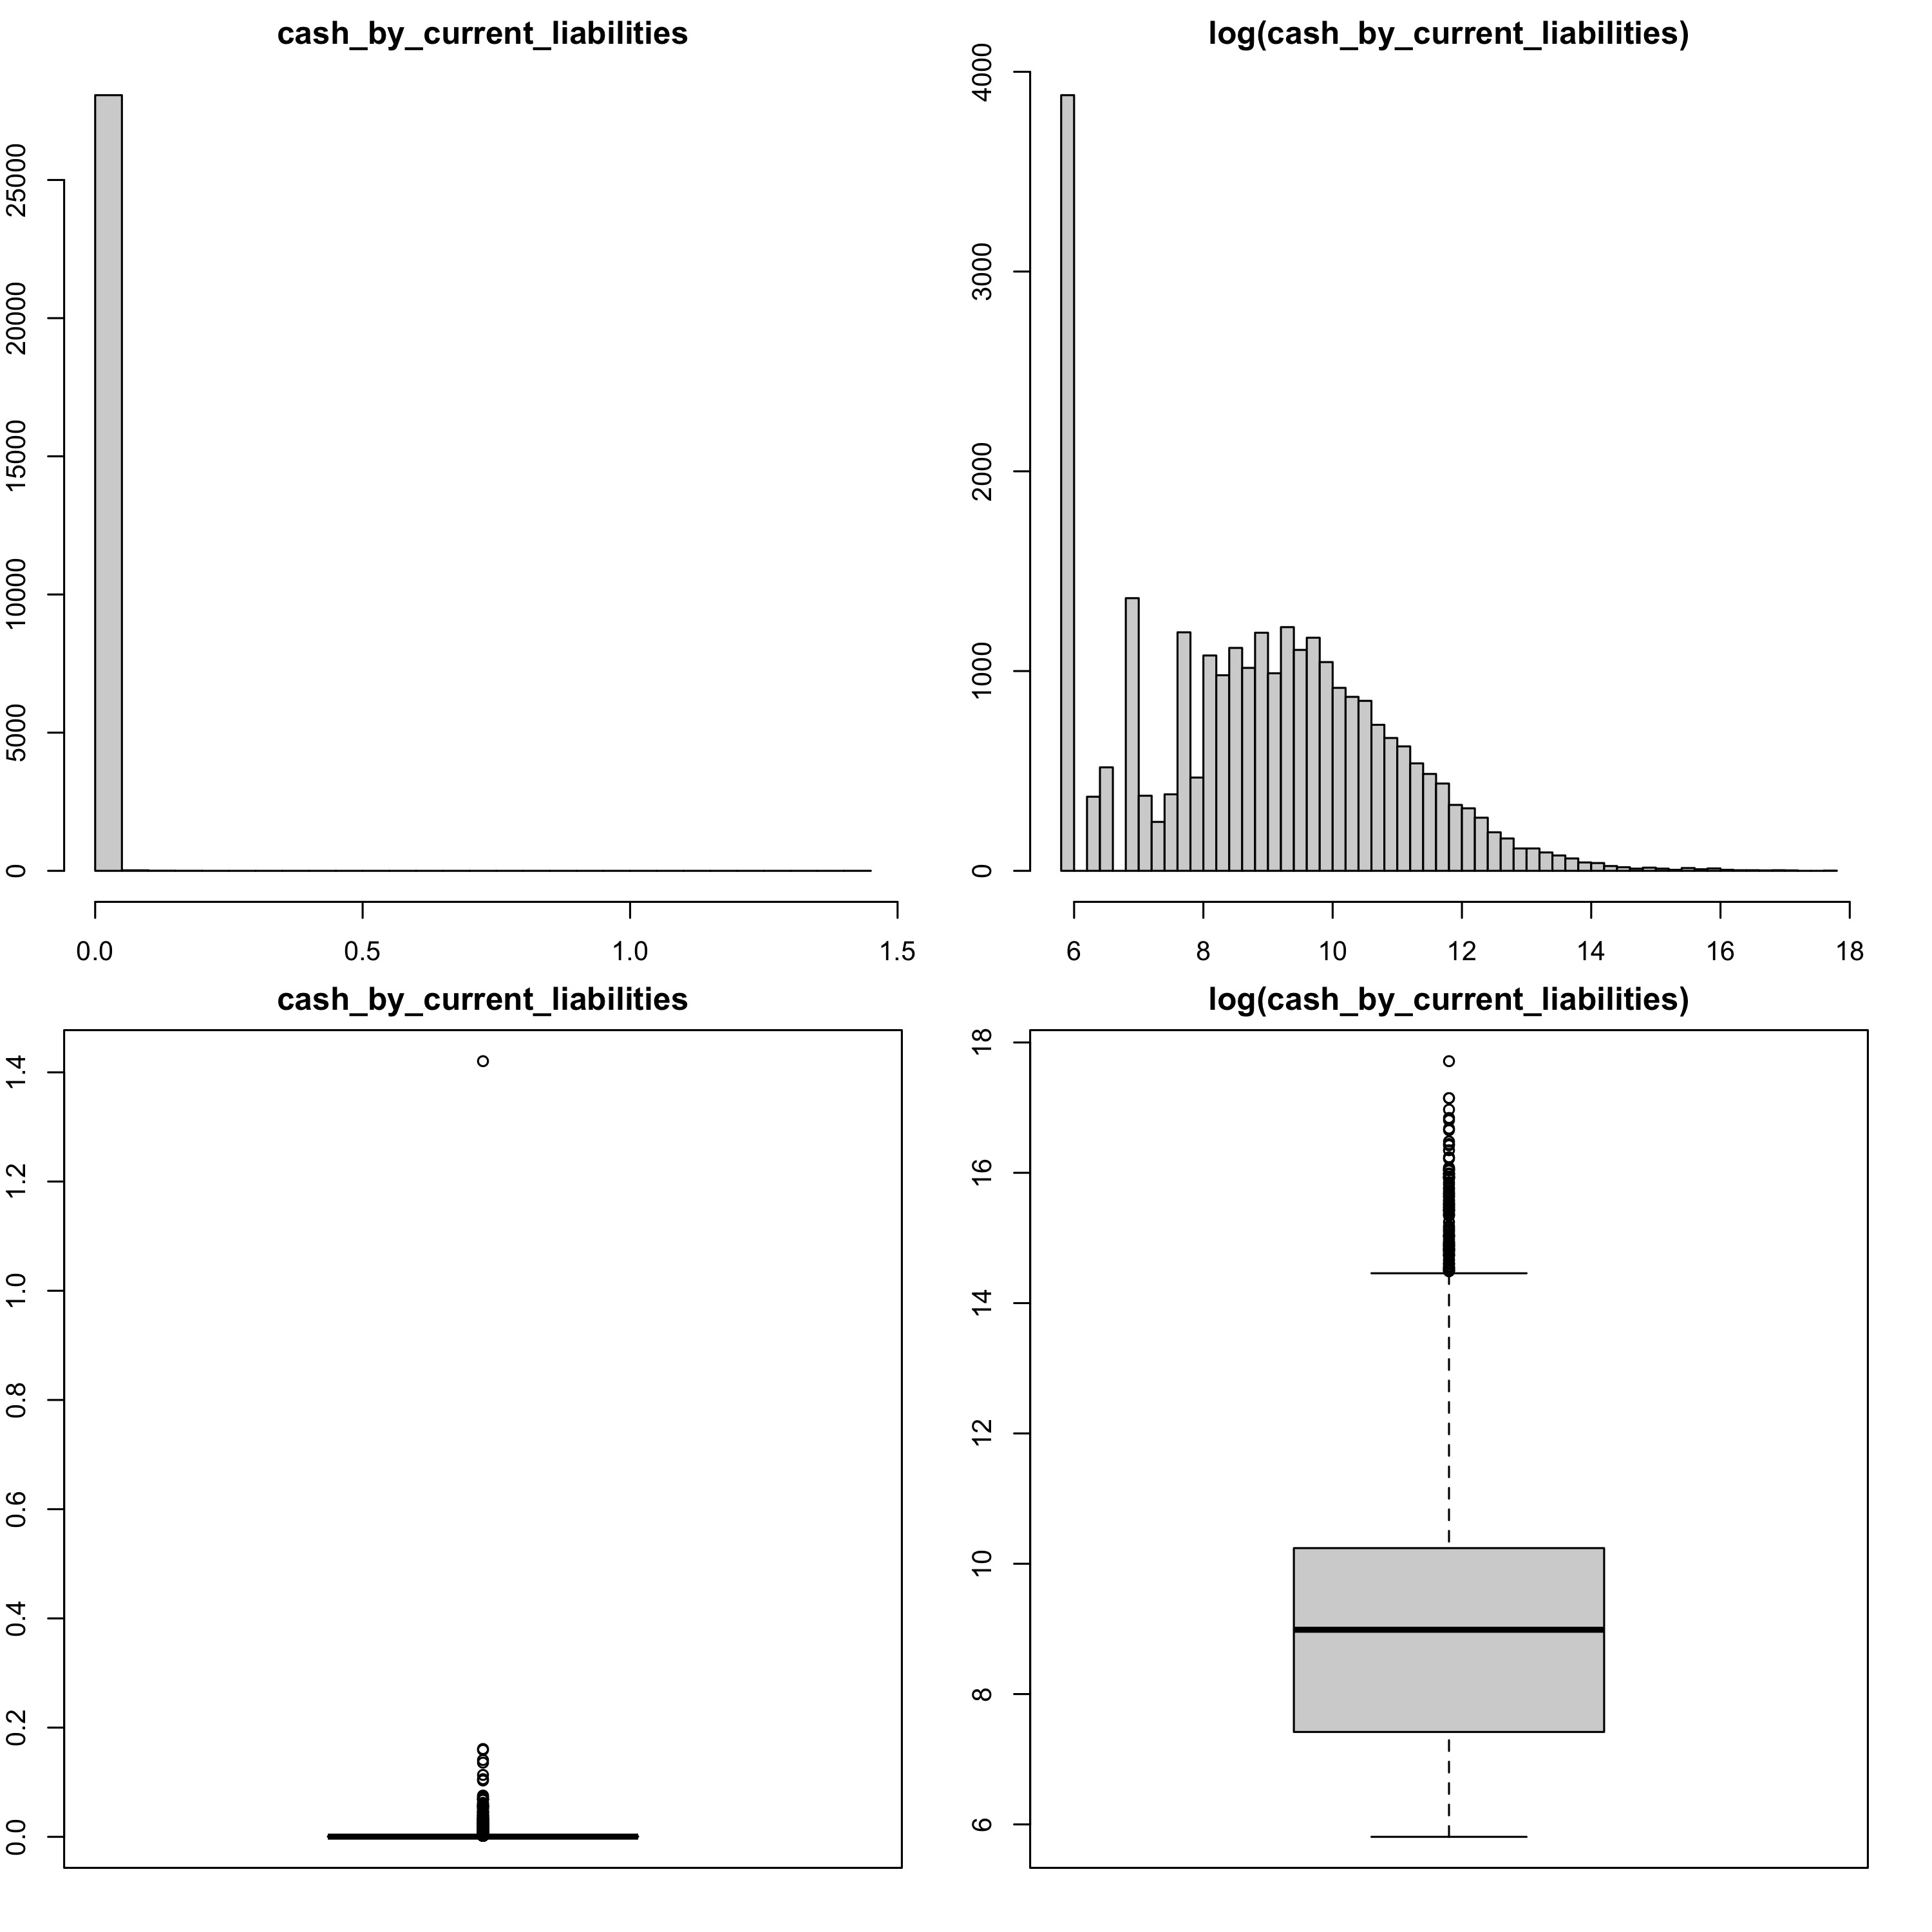 cash_by_current_liabilities
0 5000 10000 15000 20000 25000
0.0 0.5 1.0 1.5
log(cash_by_current_liabilities)
0 1000 2000 3000 4000
6 8 10 12 14 16 18
cash_by_current_liabilities
0.0 0.2 0.4 0.6 0.8 1.0 1.2 1.4
log(cash_by_current_liabilities)
6 8 10 12 14 16 18